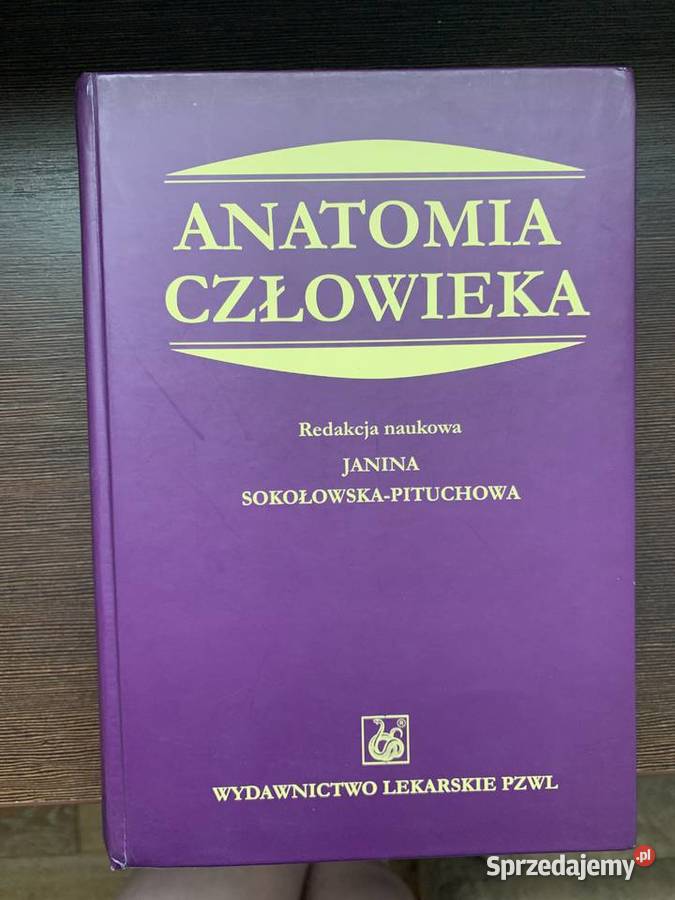 ANATOMIA
CZŁOWIEKA
Redakcja naukowa
JANINA
SOKOŁOWSKA-PITUCHOWA
®
WYDAWNICTWO LEKARSKIE PZWL
Sprzedajemy.pl